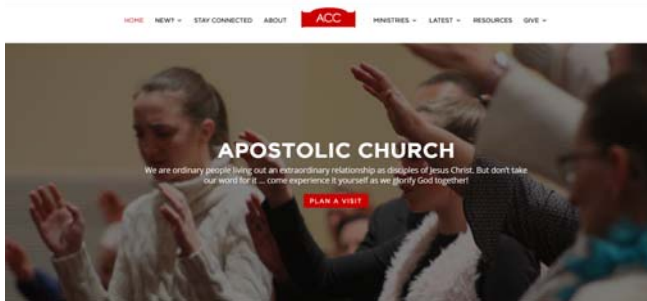 HOME NEW? STAY CONNECTED ABOUT ACC MINISTRIES LATEST RESOURCES GIVE
APOSTOLIC CHURCH
We are ordinary people living out an extraordinary relationship as disciples of Jesus Christ. But don't take
our word for it ... come experience it yourself as we glorify God together!
PLAN A VISIT